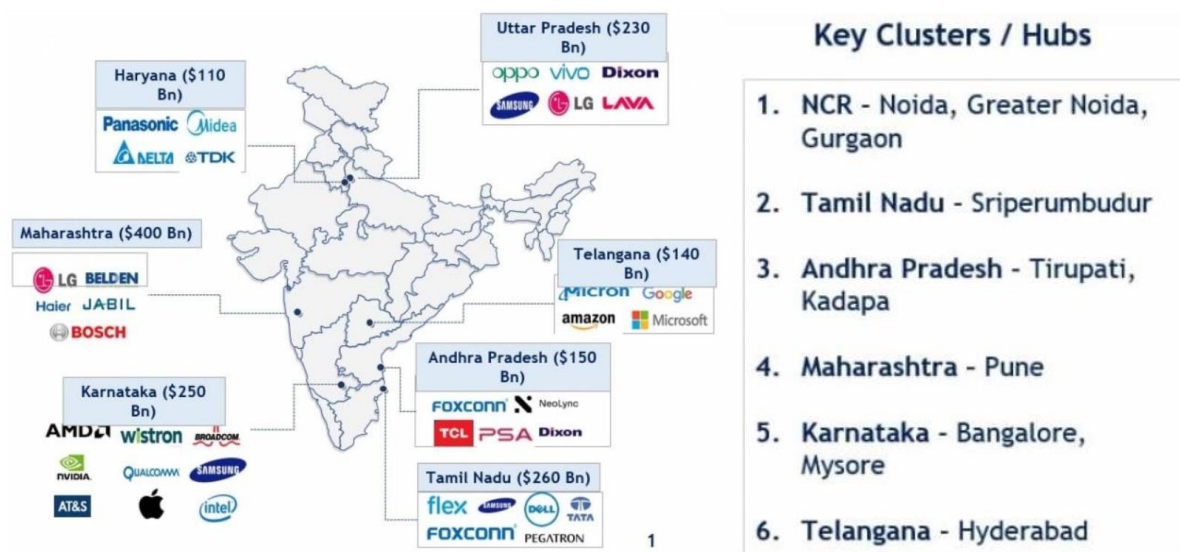 Uttar Pradesh ($230
Bn)
oppo vivo Dixon
SAMSUNG LG LAVA
Haryana ($110
Bn)
Panasonic Midea
DELTA TDK
Maharashtra ($400 Bn)
LG BELDEN
Haier JABIL
BOSCH
Telangana ($140
Bn)
Micron Google
amazon Microsoft
Andhra Pradesh ($150
Bn)
FOXCONN NeoLync
TCL PSA Dixon
Karnataka ($250
Bn)
AMD wistron BROADCOM
NVIDIA QUALCOMM SAMSUNG
AT&S intel
Tamil Nadu ($260 Bn)
flex SAMSUNG DELL TATA
FOXCONN PEGATRON
1
Key Clusters / Hubs
1. NCR - Noida, Greater Noida,
Gurgaon
2. Tamil Nadu - Sriperumbudur
3. Andhra Pradesh - Tirupati,
Kadapa
4. Maharashtra - Pune
5. Karnataka - Bangalore,
Mysore
6. Telangana - Hyderabad